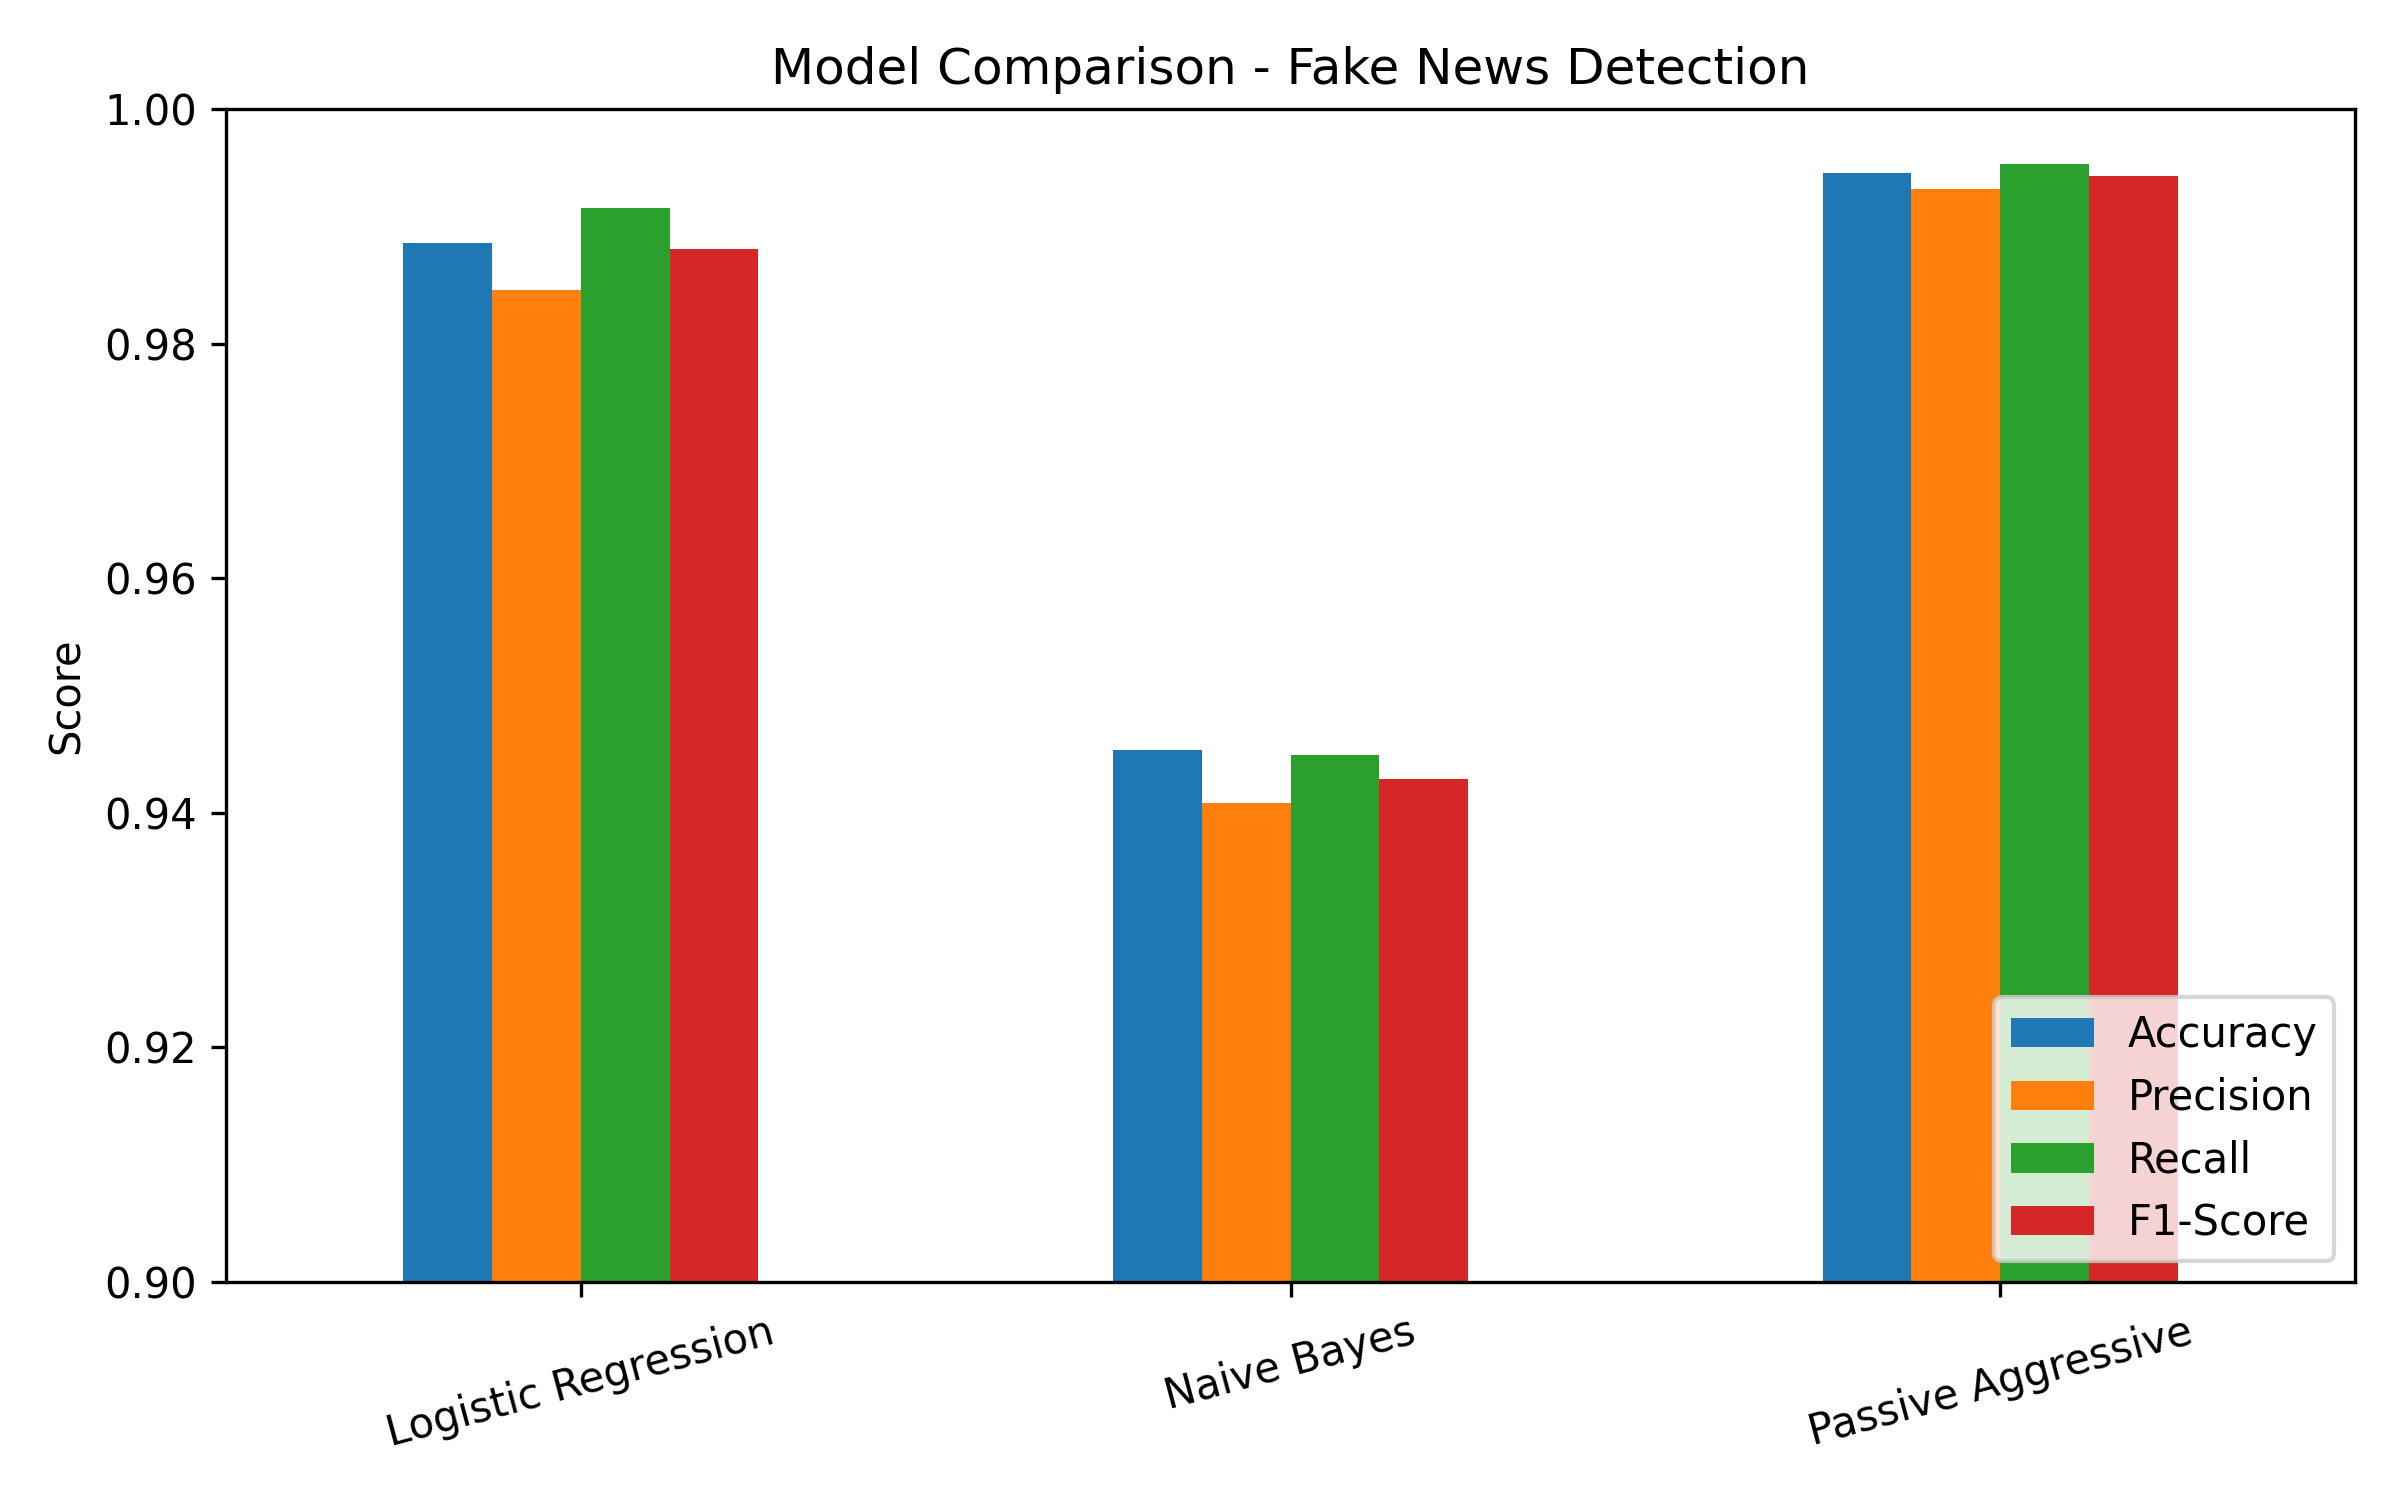 Model Comparison - Fake News Detection
1.00
0.98
0.96
0.94
0.92
0.90
Score
Logistic Regression
Naive Bayes
Passive Aggressive
Accuracy
Precision
Recall
F1-Score